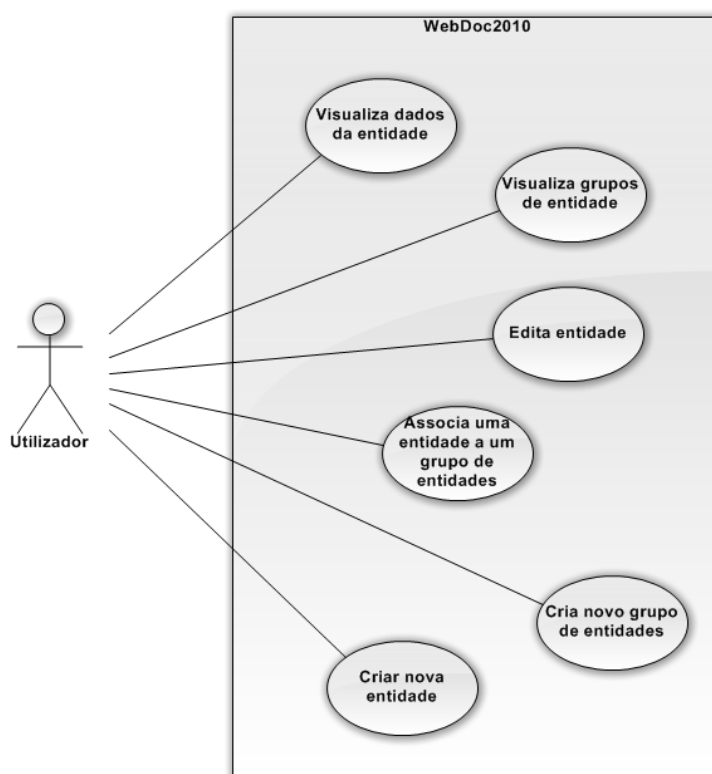 WebDoc2010
Visualiza dados
da entidade
Visualiza grupos
de entidade
Edita entidade
Associa uma
entidade a um
grupo de
entidades
Utilizador
Cria novo grupo
de entidades
Criar nova
entidade